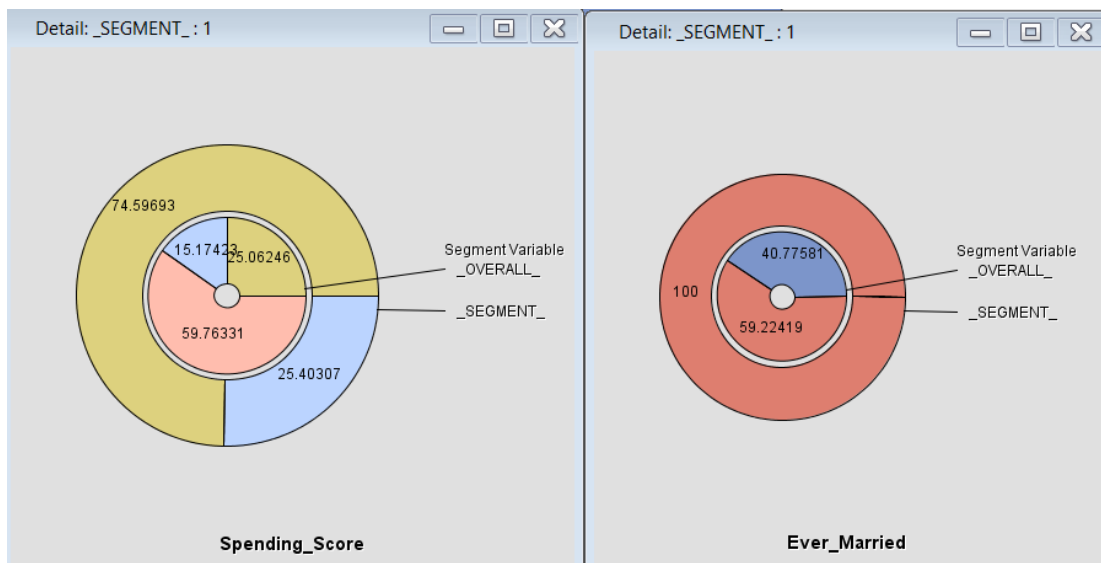 Detail: _SEGMENT_ : 1
74.59693
15.17423
25.06246
Segment Variable
_OVERALL_
_SEGMENT_
59.76331
25.40307
Spending_Score
Detail: _SEGMENT_ : 1
40.77581
Segment Variable
_OVERALL_
100
_SEGMENT_
59.22419
Ever_Married